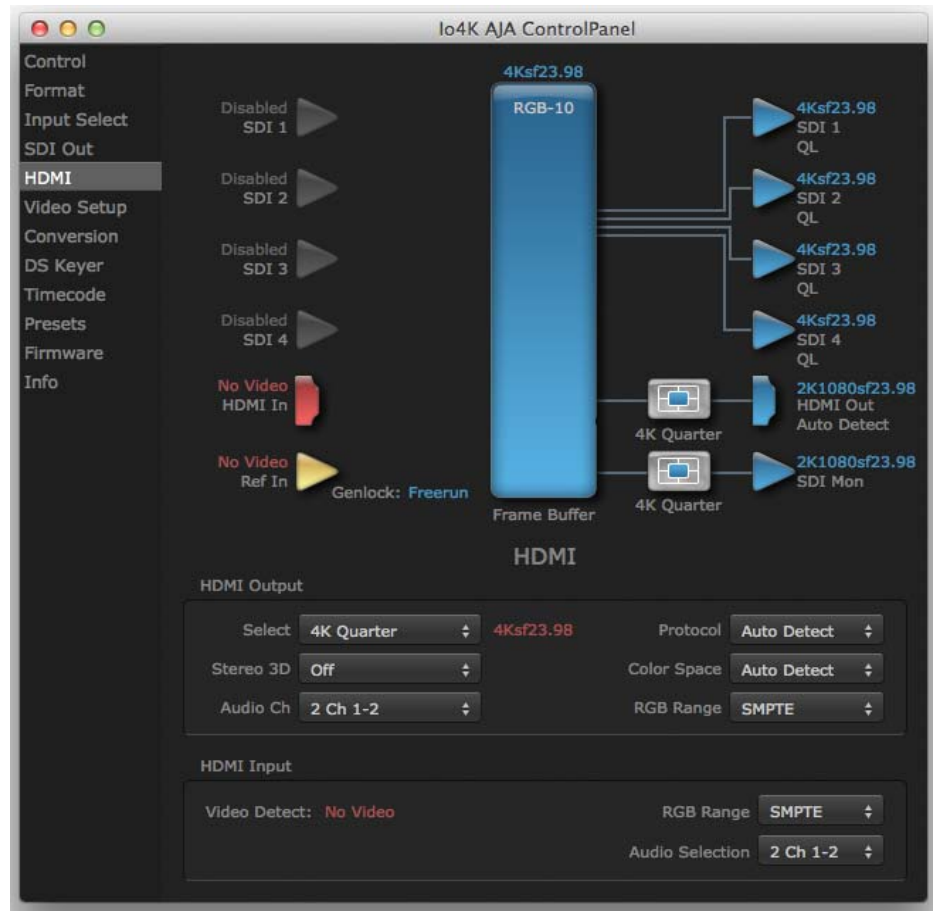 Io4K AJA ControlPanel
Control
Format
Input Select
SDI Out
HDMI
Video Setup
Conversion
DS Keyer
Timecode
Presets
Firmware
Info
4Ksf23.98
RGB-10
Disabled
SDI 1
Disabled
SDI 2
Disabled
SDI 3
Disabled
SDI 4
No Video
HDMI In
No Video
Ref In
Genlock: Freerun
Frame Buffer
4Ksf23.98
SDI 1
QL
4Ksf23.98
SDI 2
QL
4Ksf23.98
SDI 3
QL
4Ksf23.98
SDI 4
QL
4K Quarter
2K1080sf23.98
HDMI Out
Auto Detect
4K Quarter
2K1080sf23.98
SDI Mon
HDMI
HDMI Output
Select 4K Quarter 4Ksf23.98 Protocol Auto Detect
Stereo 3D Off Color Space Auto Detect
Audio Ch 2 Ch 1-2 RGB Range SMPTE
HDMI Input
Video Detect: No Video RGB Range SMPTE
Audio Selection 2 Ch 1-2